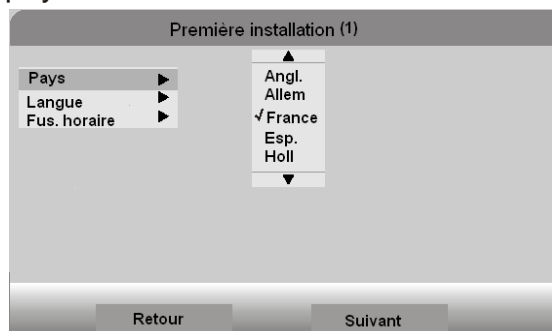 Première installation (1)
Pays
Langue
Fus. horaire
Angl.
Allem
√ France
Esp.
Holl
Retour
Suivant